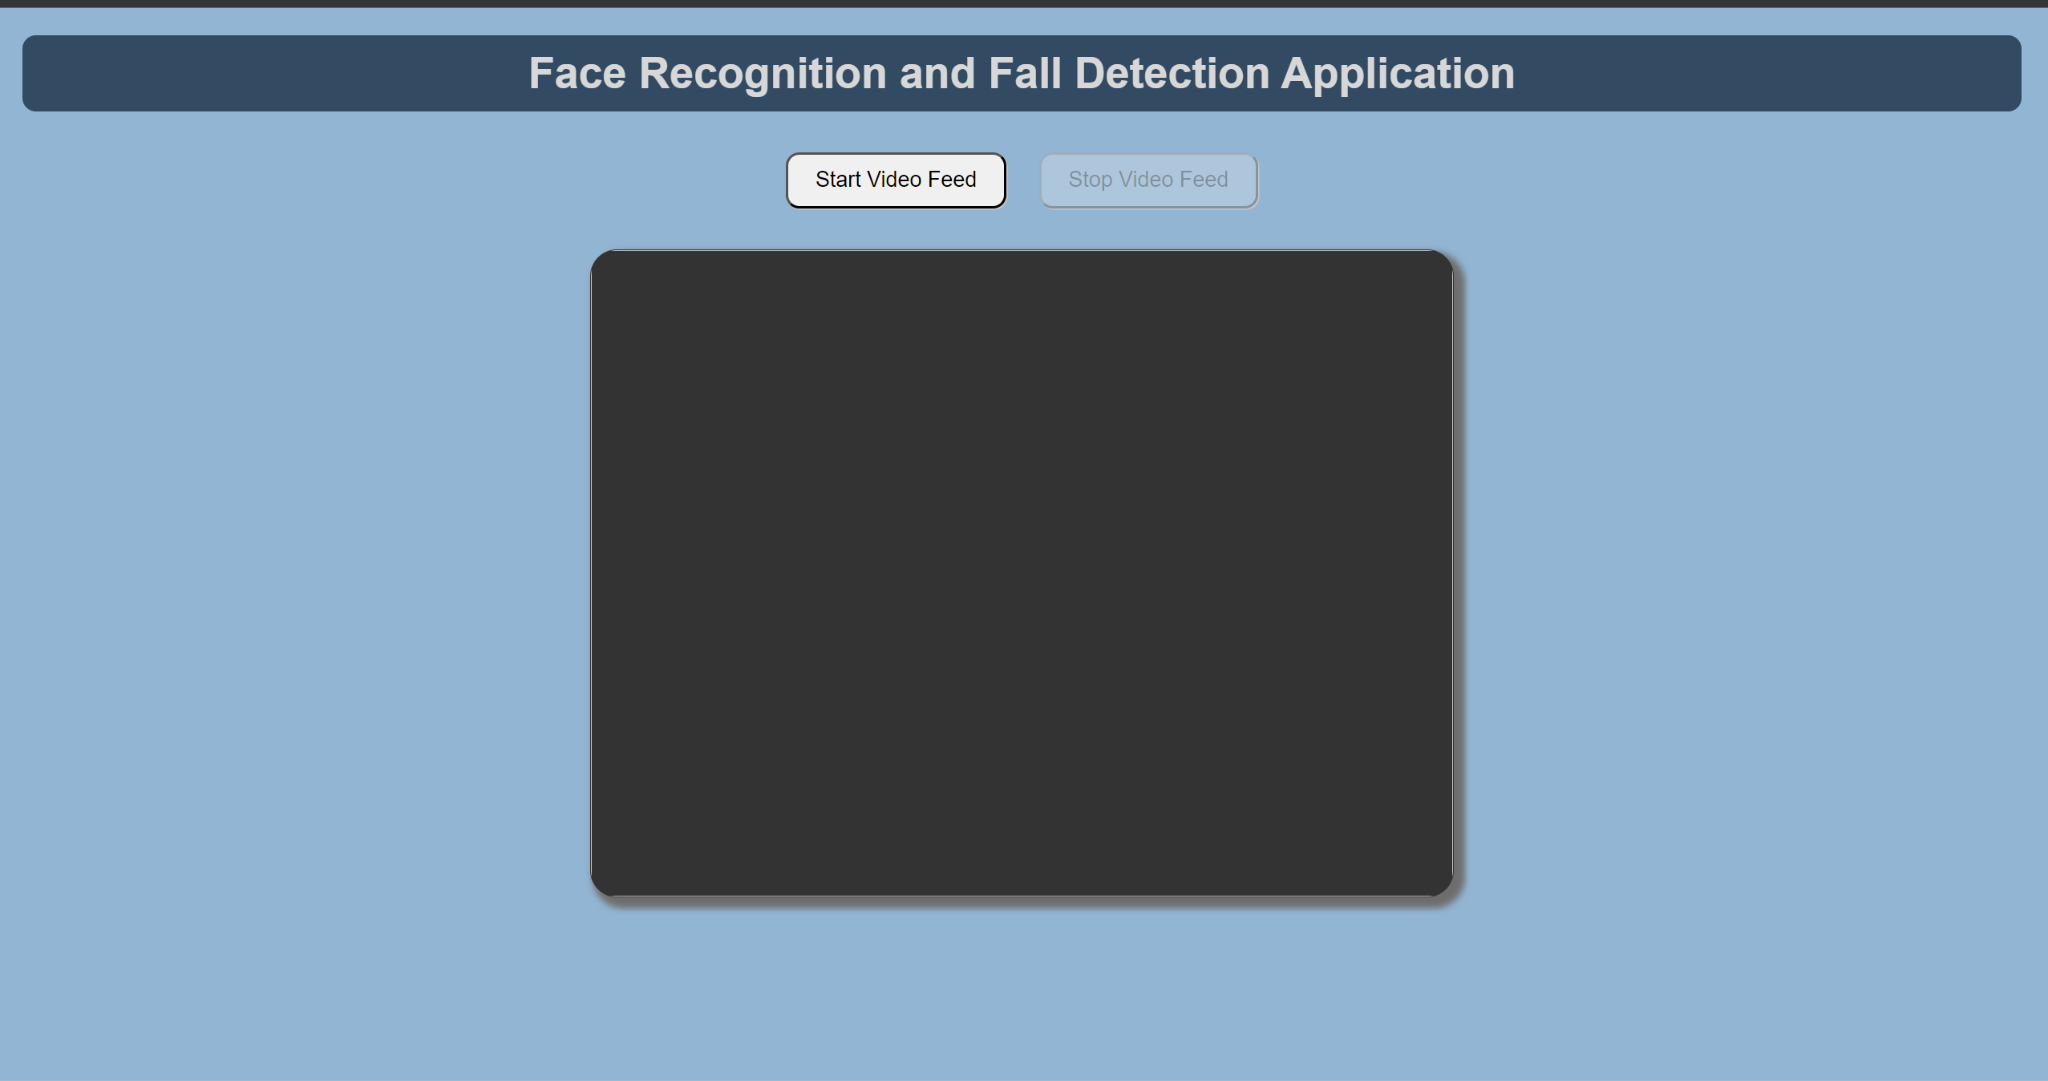 Face Recognition and Fall Detection Application
Start Video Feed
Stop Video Feed